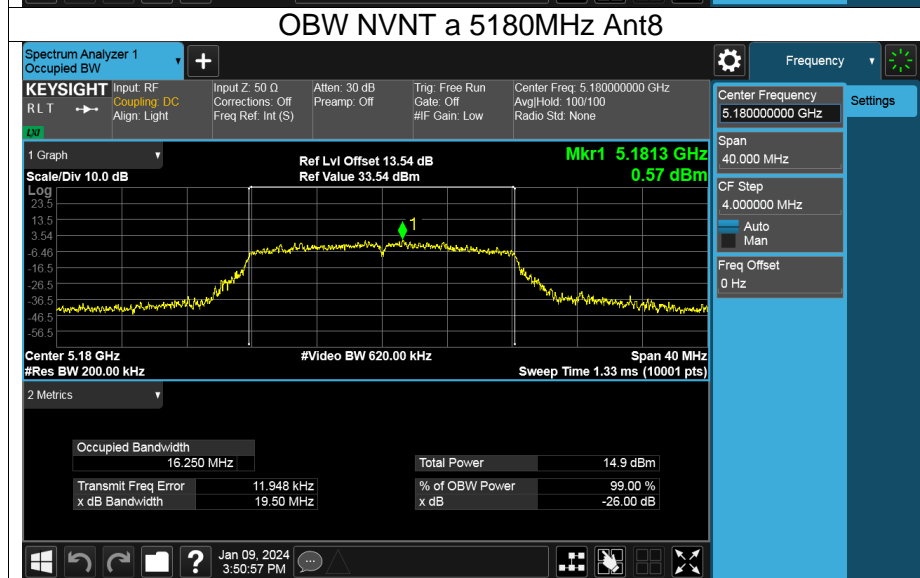 OBW NVNT a 5180MHz Ant8
Spectrum Analyzer 1
Occupied BW
+
Frequency
KEYSIGHT
R L T
LXI
Input: RF
Coupling: DC
Align: Light
Input Z: 50 Ω
Corrections: Off
Freq Ref: Int (S)
Atten: 30 dB
Preamp: Off
Trig: Free Run
Gate: Off
#IF Gain: Low
Center Freq: 5.180000000 GHz
Avg|Hold: 100/100
Radio Std: None
Center Frequency
5.180000000 GHz
Settings
Span
40.000 MHz
CF Step
4.000000 MHz
Auto
Man
Freq Offset
0 Hz
1 Graph
Scale/Div 10.0 dB
Ref Lvl Offset 13.54 dB
Ref Value 33.54 dBm
Mkr1 5.1813 GHz
0.57 dBm
Log
23.5
13.5
3.54
-6.46
-16.5
-26.5
-36.5
-46.5
-56.5
1
Center 5.18 GHz
#Res BW 200.00 kHz
#Video BW 620.00 kHz
Span 40 MHz
Sweep Time 1.33 ms (10001 pts)
2 Metrics
Occupied Bandwidth
16.250 MHz
Transmit Freq Error 11.948 kHz
x dB Bandwidth 19.50 MHz
Total Power 14.9 dBm
% of OBW Power 99.00 %
x dB -26.00 dB
?
Jan 09, 2024
3:50:57 PM